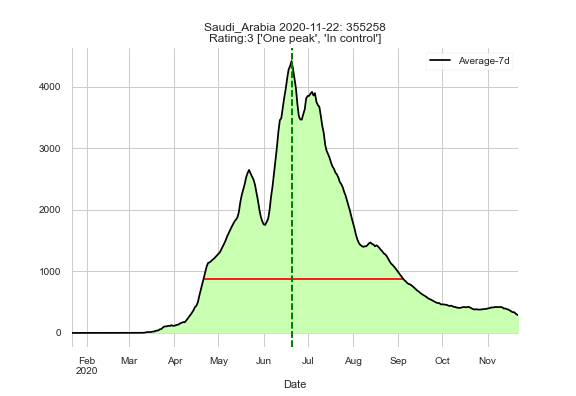 Saudi_Arabia 2020-11-22: 355258
Rating:3 ['One peak', 'In control']
Average-7d
4000
3000
2000
1000
0
Feb Mar Apr May Jun Jul Aug Sep Oct Nov
2020
Date